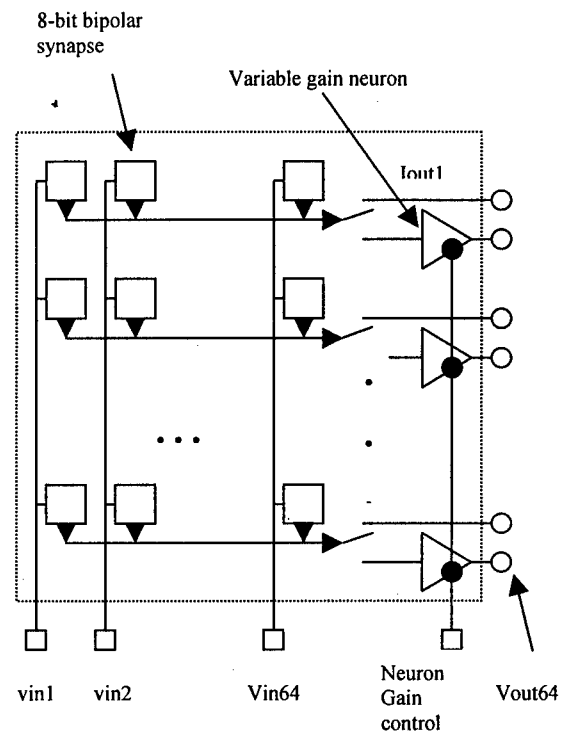 8-bit bipolar
synapse
Variable gain neuron
Iout1
vin1
vin2
Vin64
Neuron
Gain
control
Vout64